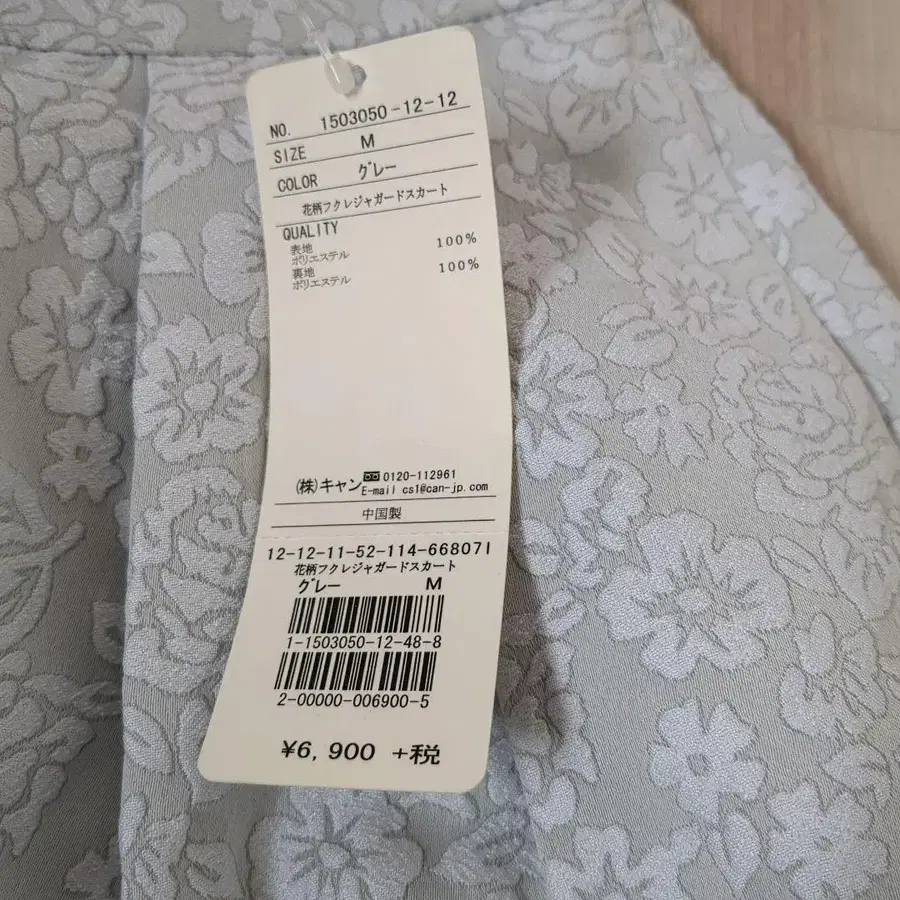 NO. 1503050-12-12
SIZE M
COLOR グレー
花柄フクレジャガードスカート
QUALITY
表地
ポリエステル 100%
裏地
ポリエステル 100%
(株)キャン 0120-112961
E-mail cs1@can-jp.com
中国製
12-12-11-52-114-668071
花柄フクレジャガードスカート
グレー M
1-1503050-12-48-8
2-00000-006900-5
¥6,900 +税